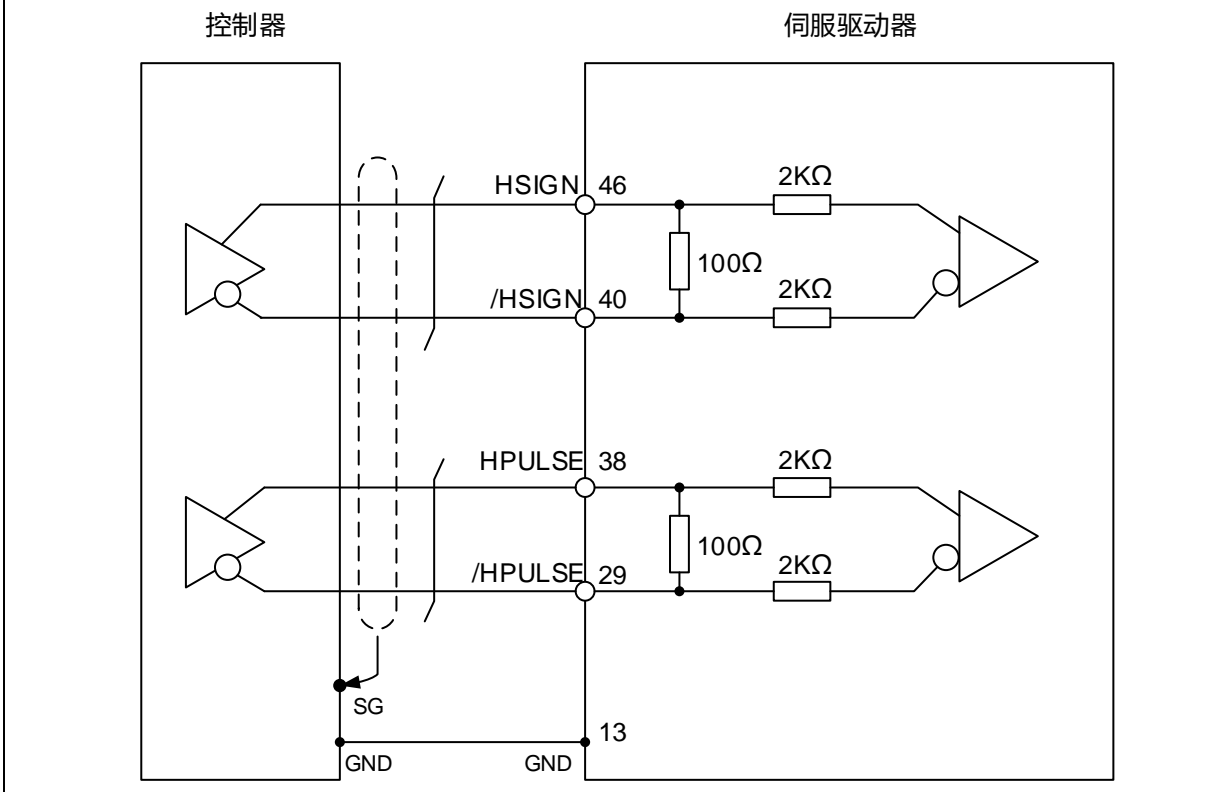 控制器
伺服驱动器
HSIGN 46
2KΩ
100Ω
/HSIGN 40
2KΩ
HPULSE 38
2KΩ
100Ω
/HPULSE 29
2KΩ
SG
13
GND
GND